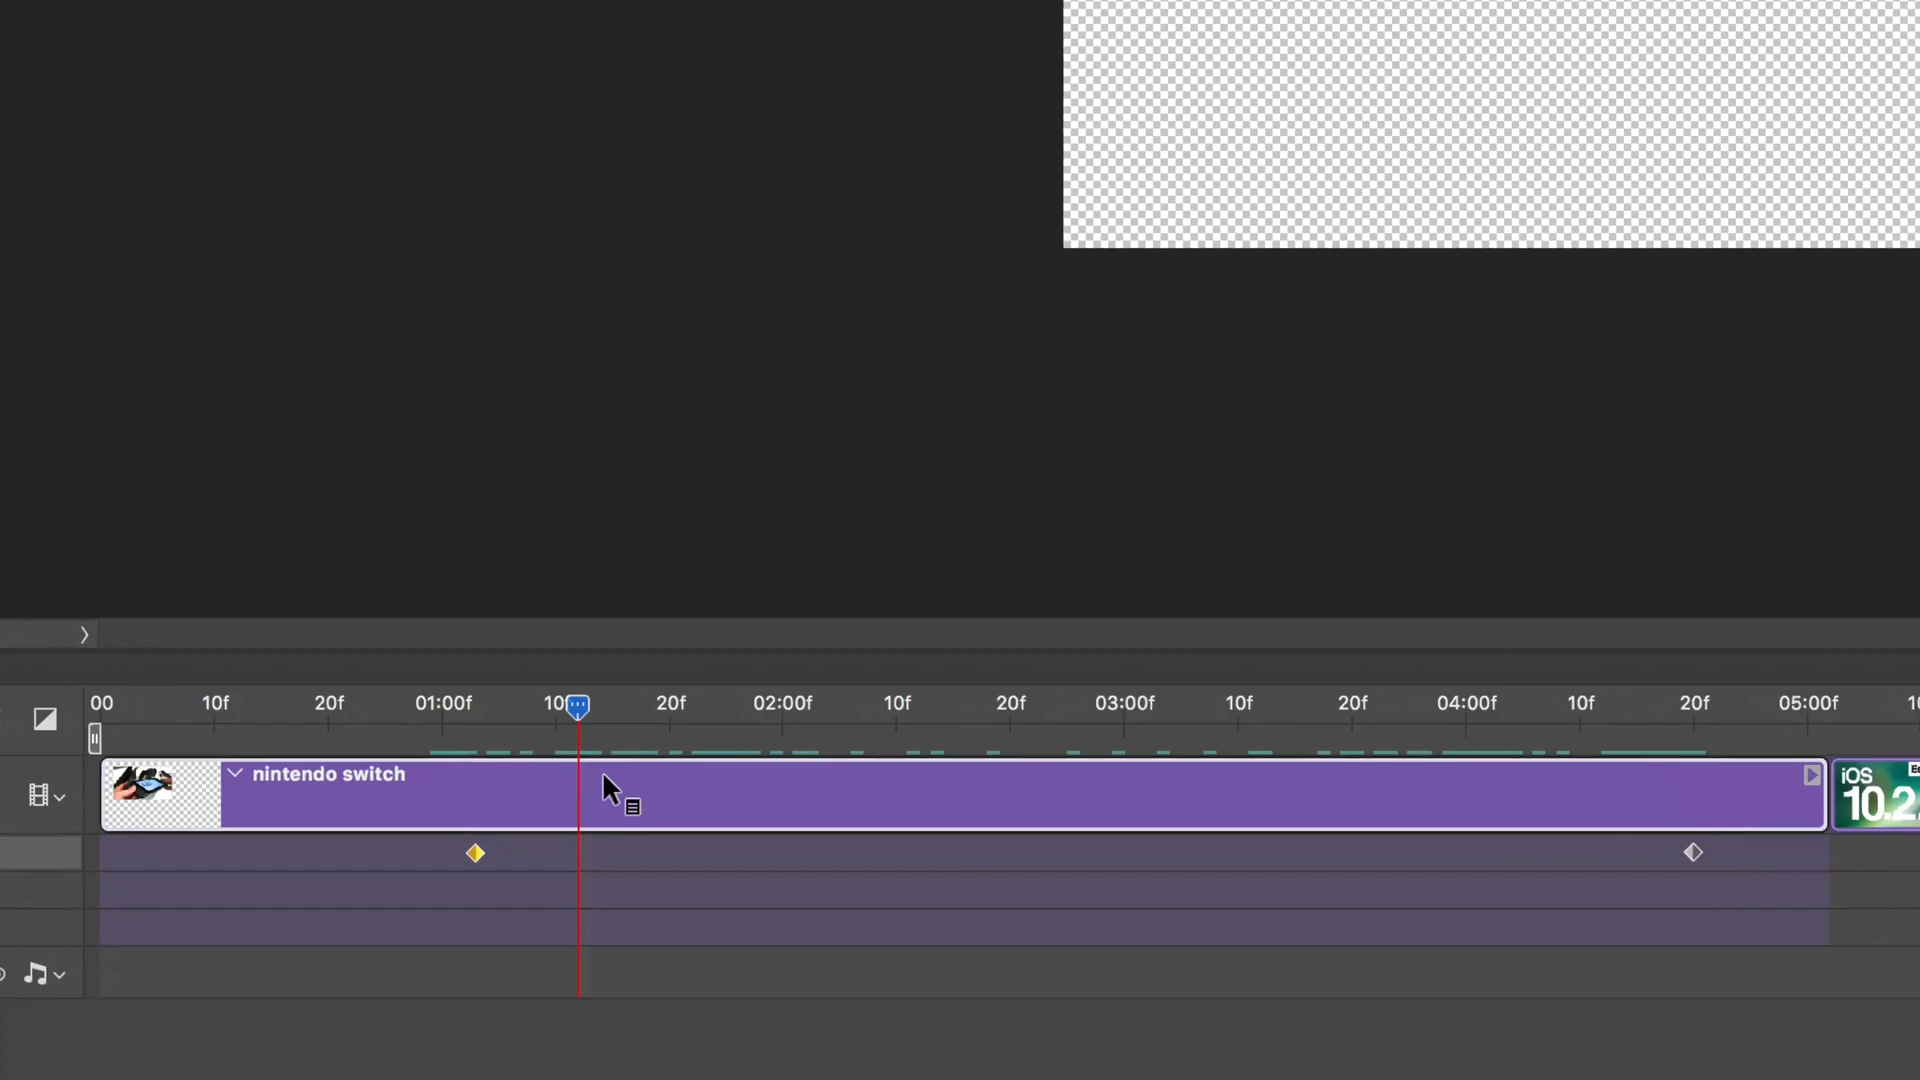 00 10f 20f 01:00f 10 20f 02:00f 10f 20f 03:00f 10f 20f 04:00f 10f 20f 05:00f
nintendo switch
iOS
10.2